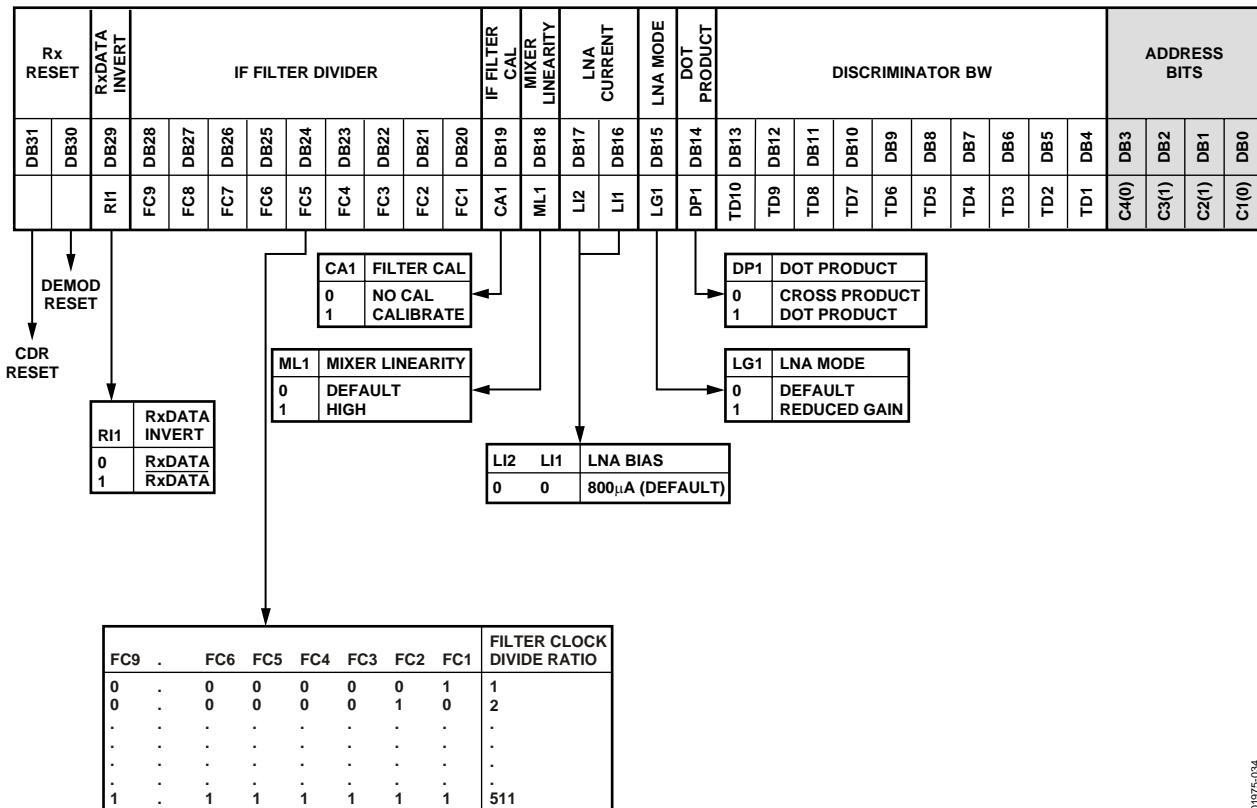 Rx RESET
RxDATA INVERT
IF FILTER DIVIDER
IF FILTER CAL
MIXER LINEARITY
LNA CURRENT
LNA MODE
DOT PRODUCT
DISCRIMINATOR BW
ADDRESS BITS
DB31 DB30 DB29 DB28 DB27 DB26 DB25 DB24 DB23 DB22 DB21 DB20 DB19 DB18 DB17 DB16 DB15 DB14 DB13 DB12 DB11 DB10 DB9 DB8 DB7 DB6 DB5 DB4 DB3 DB2 DB1 DB0
RI1 FC9 FC8 FC7 FC6 FC5 FC4 FC3 FC2 FC1 CA1 ML1 LI2 LI1 LG1 DP1 TD10 TD9 TD8 TD7 TD6 TD5 TD4 TD3 TD2 TD1 C4(0) C3(1) C2(1) C1(0)
DEMOD
RESET
CDR
RESET
CA1 FILTER CAL
0 NO CAL
1 CALIBRATE
DP1 DOT PRODUCT
0 CROSS PRODUCT
1 DOT PRODUCT
ML1 MIXER LINEARITY
0 DEFAULT
1 HIGH
LG1 LNA MODE
0 DEFAULT
1 REDUCED GAIN
RI1 RxDATA INVERT
0 RxDATA
1 RxDATA
LI2 LI1 LNA BIAS
0 0 800μA (DEFAULT)
FC9 . FC6 FC5 FC4 FC3 FC2 FC1 FILTER CLOCK DIVIDE RATIO
0 . 0 0 0 0 0 1 1
0 . 0 0 0 0 1 0 2
. . . . . . . . .
. . . . . . . . .
. . . . . . . . .
. . . . . . . . .
1 . 1 1 1 1 1 1 511